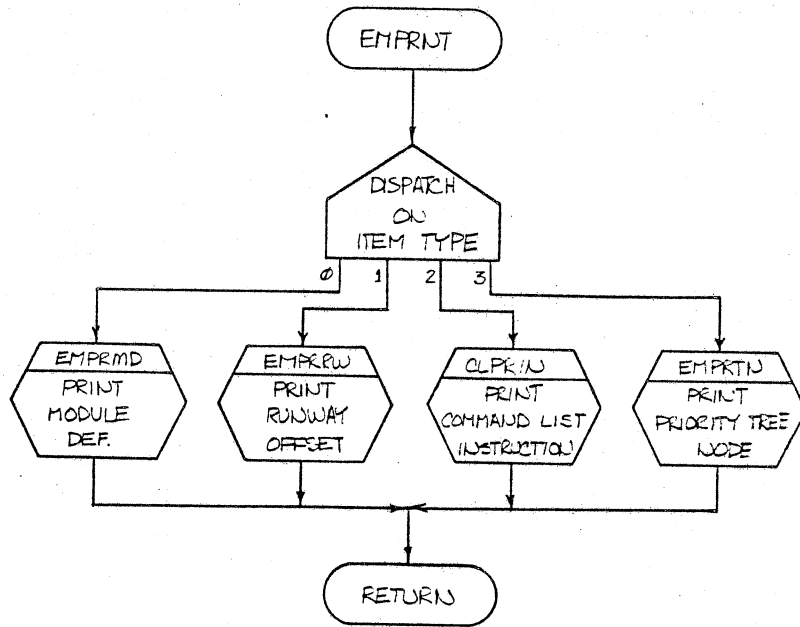 EMPRNT
DISPATCH
ON
ITEM TYPE
Ø 1 2 3
EMPRMD
PRINT
MODULE
DEF.
EMPRRW
PRINT
RUNWAY
OFFSET
CLPRIN
PRINT
COMMAND LIST
INSTRUCTION
EMPRTN
PRINT
PRIORITY TREE
NODE
RETURN